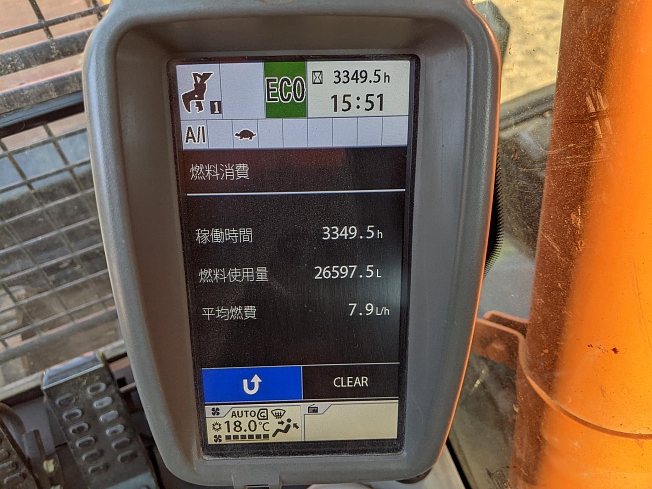 1
ECO
3349.5h
15:51
A/I
燃料消費
稼働時間 3349.5h
燃料使用量 26597.5L
平均燃費 7.9L/h
CLEAR
AUTO
18.0℃